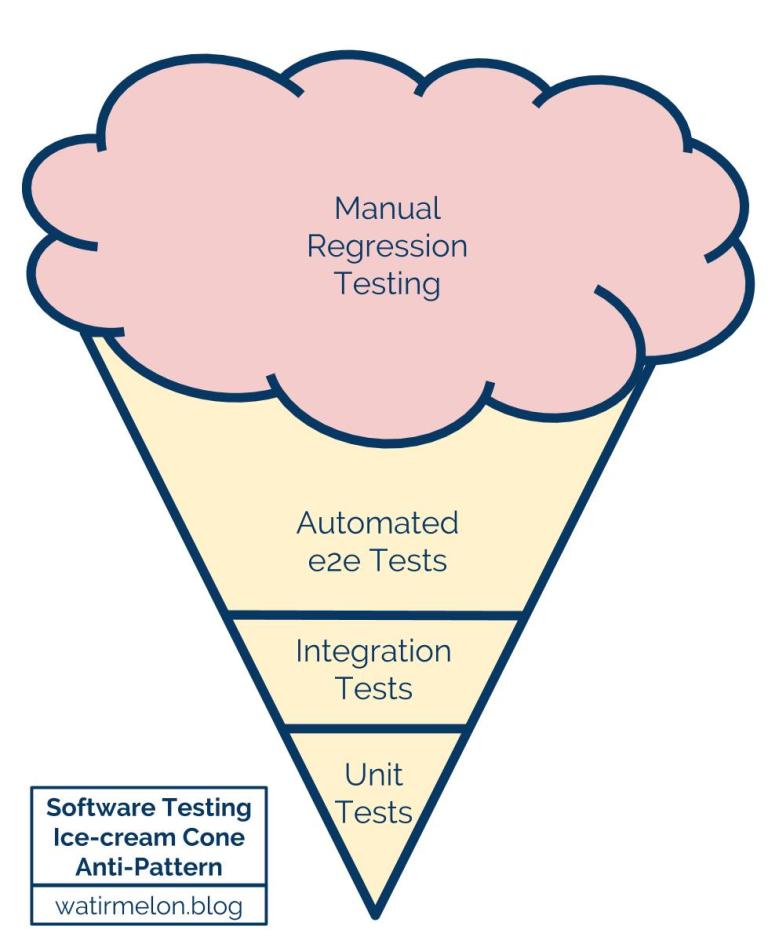 Manual
Regression
Testing
Automated
e2e Tests
Integration
Tests
Unit
Tests
Software Testing
Ice-cream Cone
Anti-Pattern
watirmelon.blog